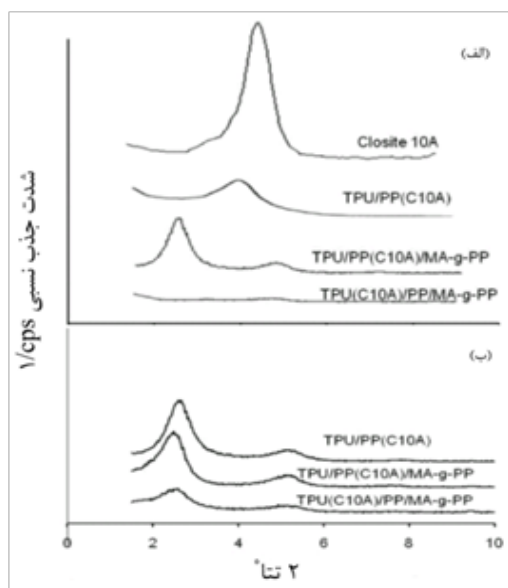 (الف)
Closite 10A
TPU/PP(C10A)
TPU/PP(C10A)/MA-g-PP
TPU(C10A)/PP/MA-g-PP
شدت جذب نسبی ۱/cps
(ب)
TPU/PP(C10A)
TPU/PP(C10A)/MA-g-PP
TPU(C10A)/PP/MA-g-PP
0 2 4 6 8 10
۲ تتا °